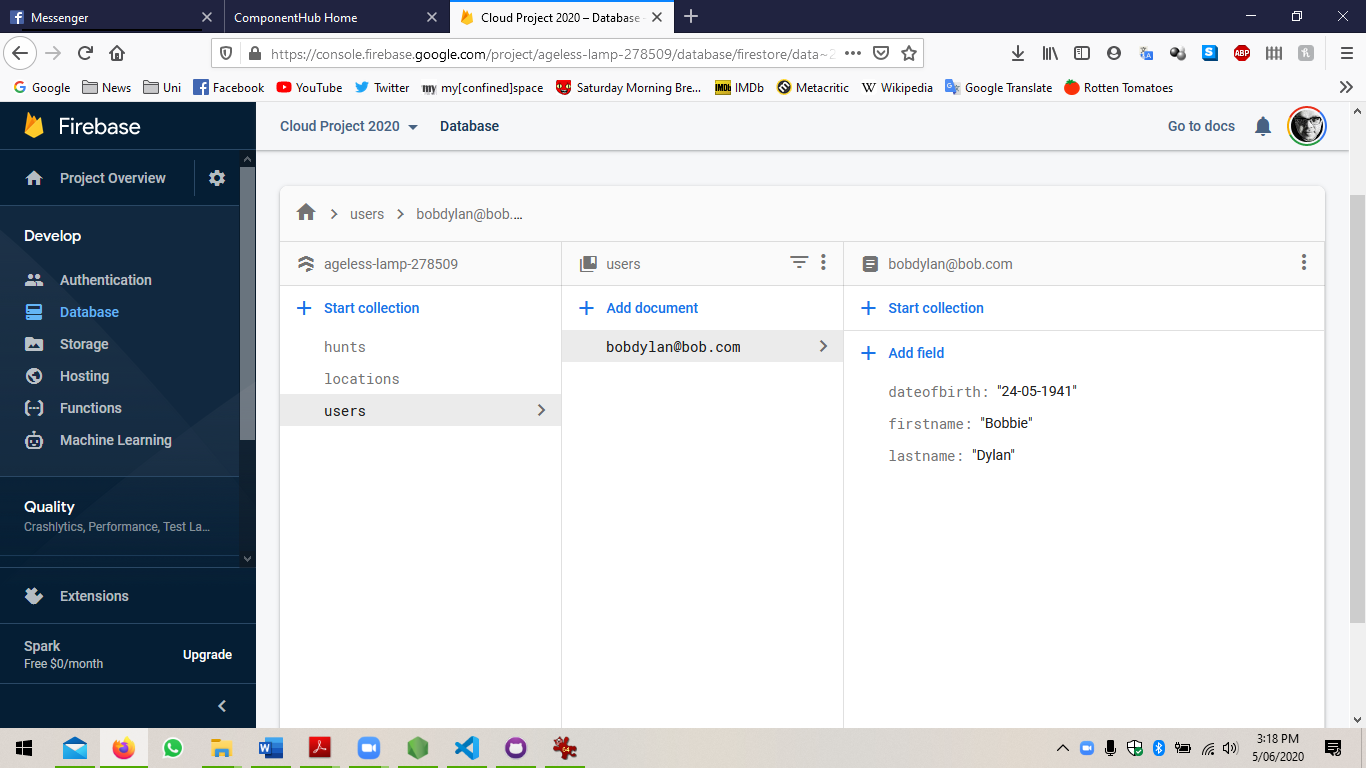 Messenger
ComponentHub Home
Cloud Project 2020 – Database -
https://console.firebase.google.com/project/ageless-lamp-278509/database/firestore/data~2
Google News Uni Facebook YouTube Twitter my my[confined]space Saturday Morning Bre... IMDb IMDb Metacritic W Wikipedia Google Translate Rotten Tomatoes
Firebase
Cloud Project 2020 Database Go to docs
Project Overview
users bobdylan@bob.…
Develop
ageless-lamp-278509 users bobdylan@bob.com
Authentication
Start collection Add document Start collection
Database
hunts bobdylan@bob.com
Storage
Add field
locations
Hosting
dateofbirth: "24-05-1941"
Functions
users
firstname: "Bobbie"
Machine Learning
lastname: "Dylan"
Quality
Crashlytics, Performance, Test La…
Extensions
Spark
Free $0/month
Upgrade
3:18 PM
5/06/2020